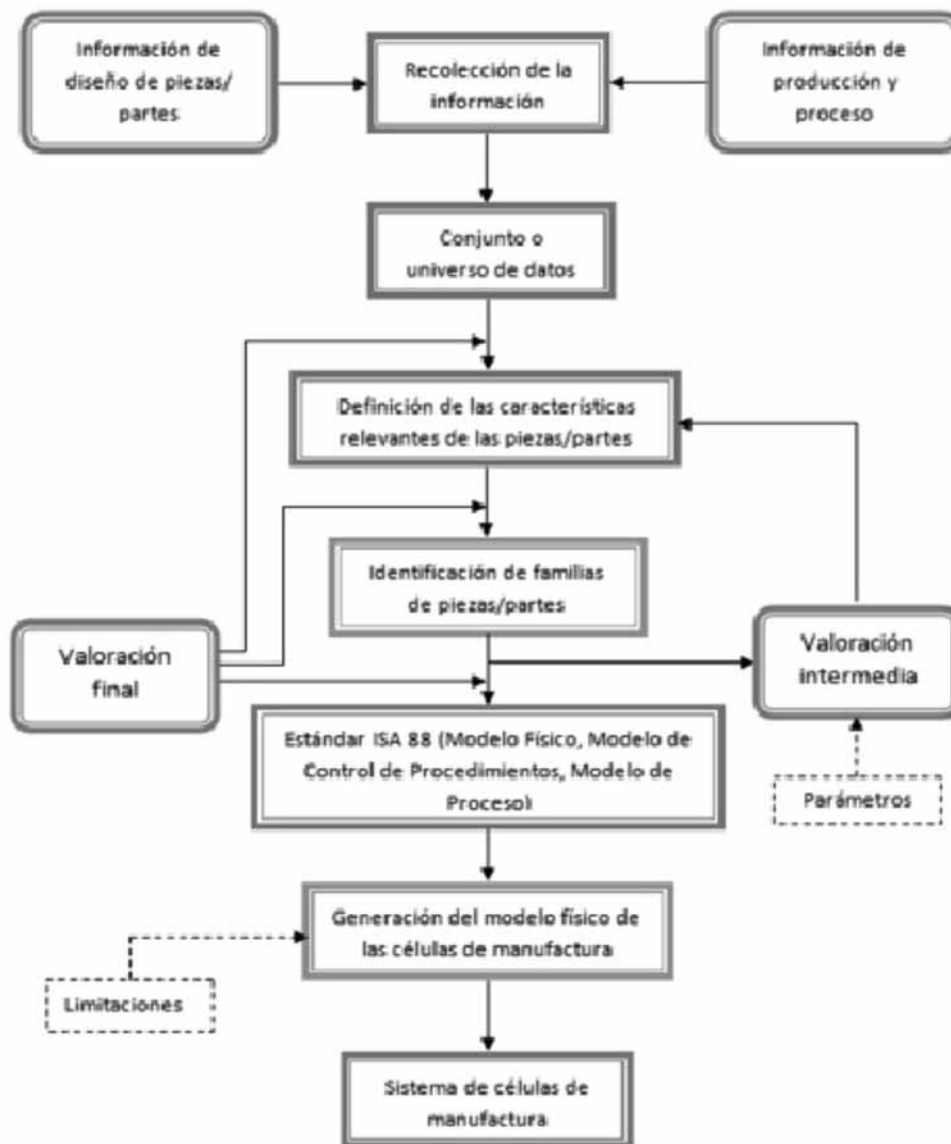 Información de
diseño de piezas/
partes
Recolección de la
información
Información de
producción y
proceso
Conjunto o
universo de datos
Definición de las características
relevantes de las piezas/partes
Identificación de familias
de piezas/partes
Valoración
final
Valoración
intermedia
Estándar ISA 88 (Modelo Físico, Modelo de
Control de Procedimientos, Modelo de
Proceso)
Parámetros
Generación del modelo físico de
las células de manufactura
Limitaciones
Sistema de células de
manufactura